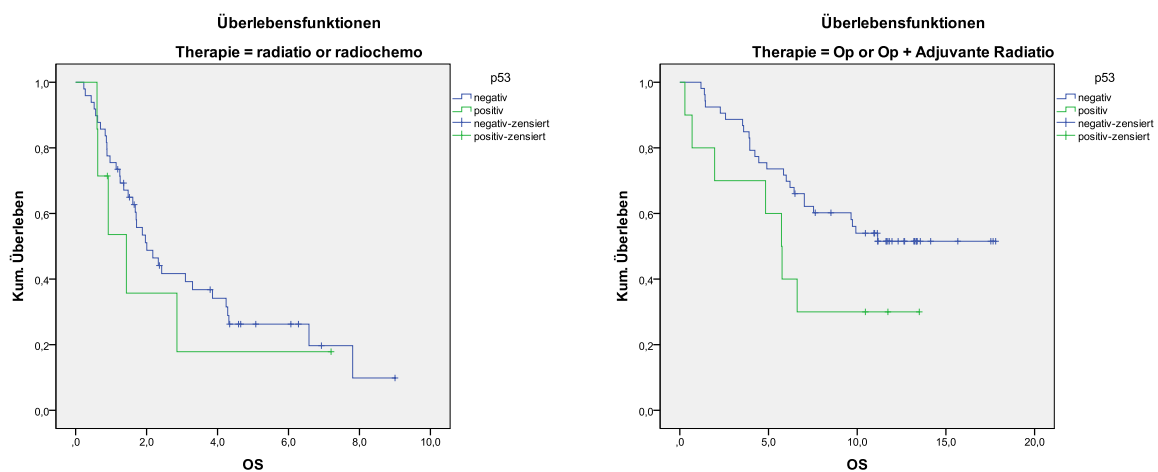 Überlebensfunktionen
Therapie = radiatio or radiochemo
p53
negativ
positiv
negativ-zensiert
positiv-zensiert
Kum. Überleben
1,0
0,8
0,6
0,4
0,2
0,0
,0 2,0 4,0 6,0 8,0 10,0
OS
Überlebensfunktionen
Therapie = Op or Op + Adjuvante Radiatio
p53
negativ
positiv
negativ-zensiert
positiv-zensiert
Kum. Überleben
1,0
0,8
0,6
0,4
0,2
0,0
,0 5,0 10,0 15,0 20,0
OS